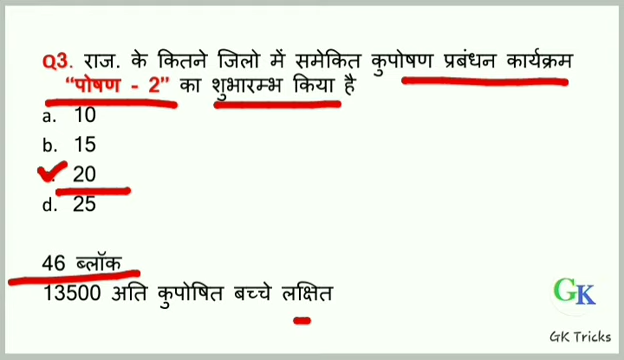 Q3. राज. के कितने जिलो में समेकित कुपोषण प्रबंधन कार्यक्रम
“पोषण - 2” का शुभारम्भ किया है
a. 10
b. 15
20
d. 25
46 ब्लॉक
13500 अति कुपोषित बच्चे लक्षित
GK
GK Tricks